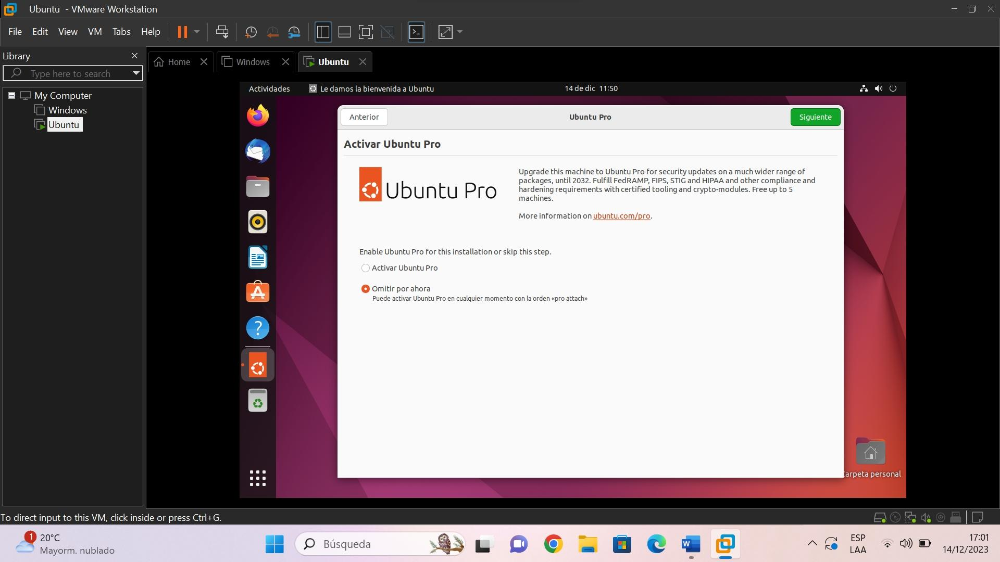 Ubuntu - VMware Workstation
File Edit View VM Tabs Help
Library
Type here to search
My Computer
Windows
Ubuntu
Home
Windows
Ubuntu
Actividades
Le damos la bienvenida a Ubuntu
14 de dic 11:50
Anterior
Ubuntu Pro
Siguiente
Activar Ubuntu Pro
Ubuntu Pro
Upgrade this machine to Ubuntu Pro for security updates on a much wider range of
packages, until 2032. Fulfill FedRAMP, FIPS, STIG and HIPAA and other compliance and
hardening requirements with certified tooling and crypto-modules. Free up to 5
machines.
More information on ubuntu.com/pro.
Enable Ubuntu Pro for this installation or skip this step.
Activar Ubuntu Pro
Omitir por ahora
Puede activar Ubuntu Pro en cualquier momento con la orden «pro attach»
Carpeta personal
To direct input to this VM, click inside or press Ctrl+G.
1
20°C
Mayorm. nublado
Búsqueda
ESP
LAA
17:01
14/12/2023